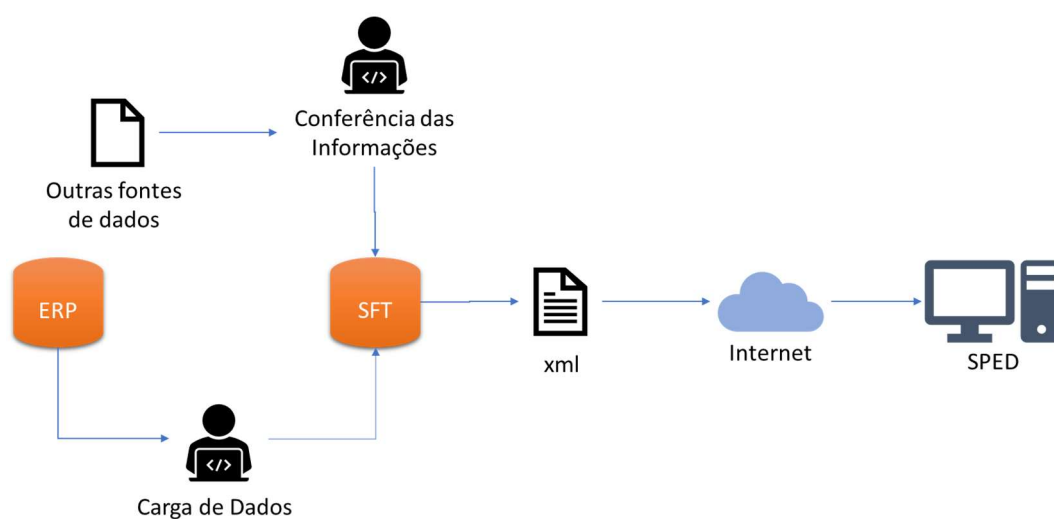 </>
Conferência das
Informações
Outras fontes
de dados
ERP
SFT
xml
Internet
SPED
</>
Carga de Dados